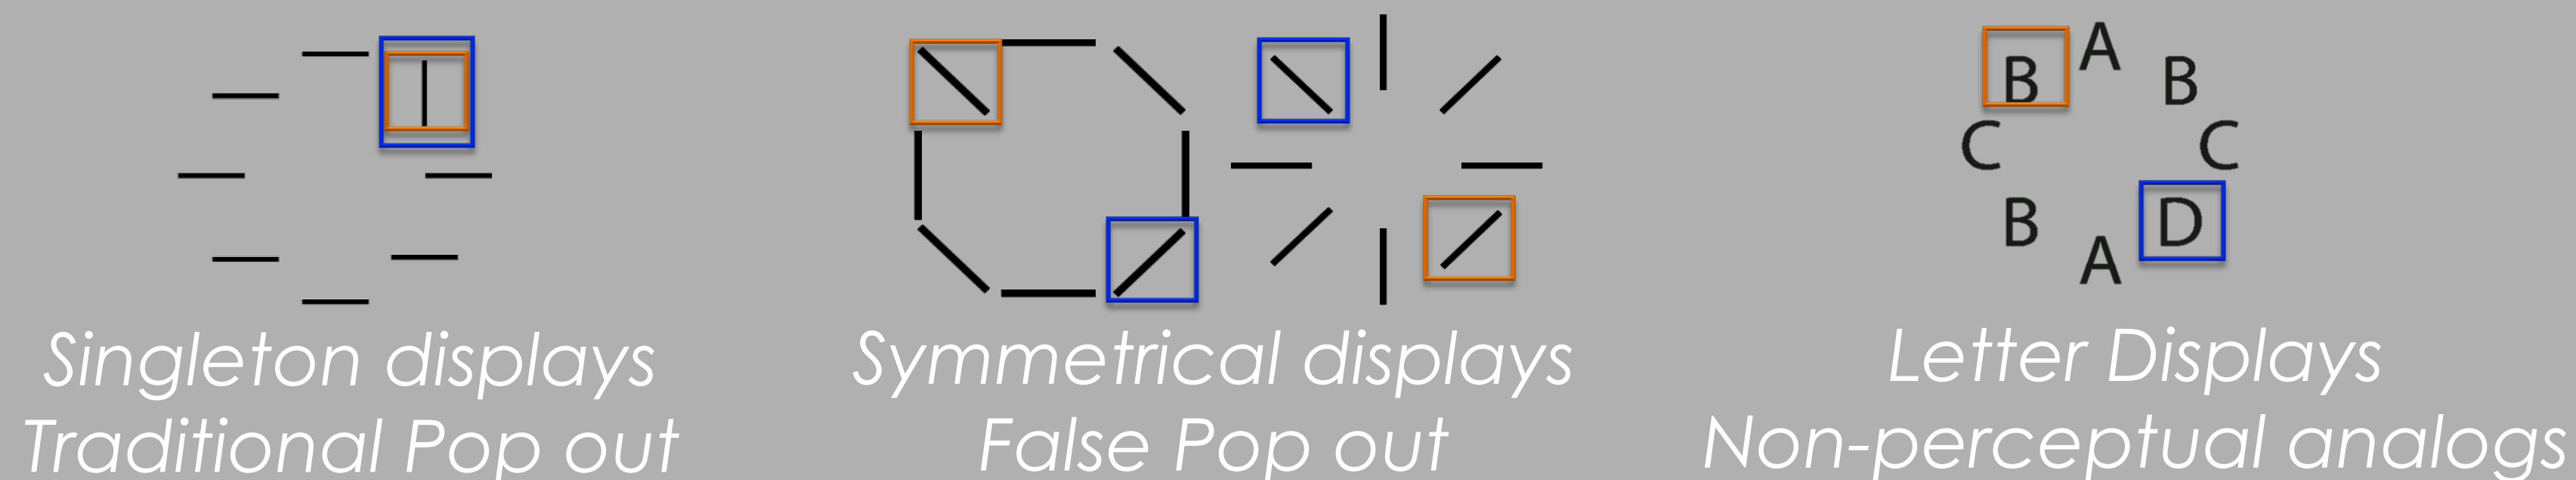 A
B B
C C
B D
A
Singleton displays
Traditional Pop out
Symmetrical displays
False Pop out
Letter Displays
Non-perceptual analogs